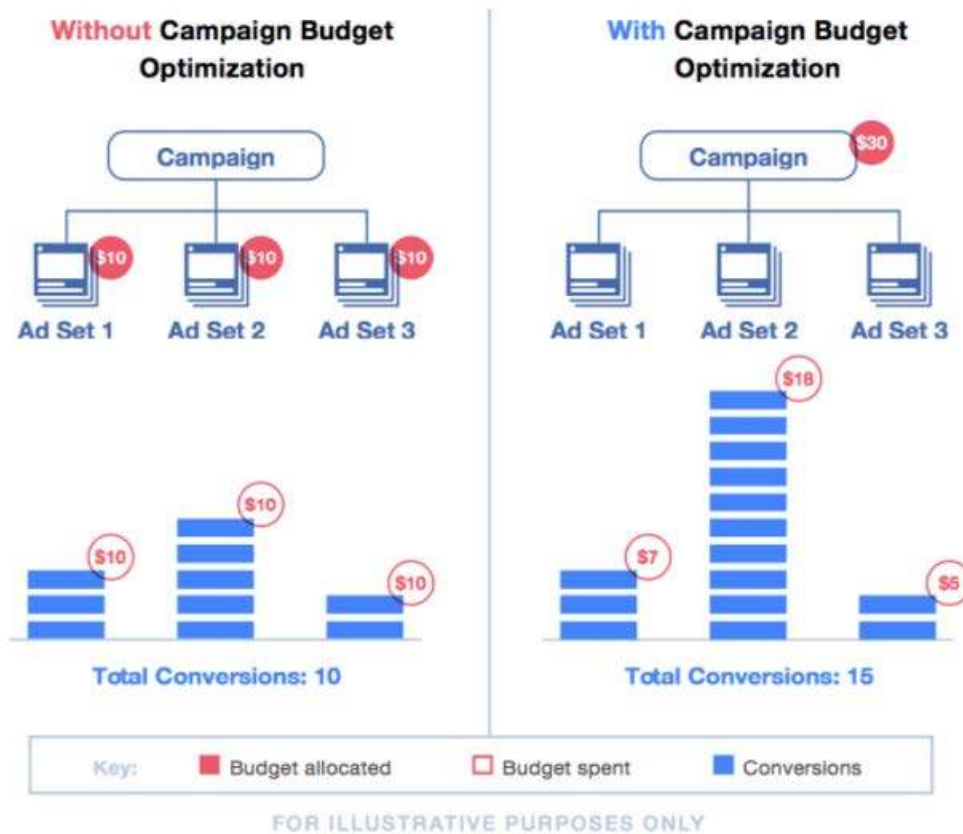 Without Campaign Budget
Optimization
Campaign
$10
$10
$10
Ad Set 1
Ad Set 2
Ad Set 3
$10
$10
$10
Total Conversions: 10
With Campaign Budget
Optimization
Campaign
$30
Ad Set 1
Ad Set 2
Ad Set 3
$18
$7
$5
Total Conversions: 15
Key:
Budget allocated
Budget spent
Conversions
FOR ILLUSTRATIVE PURPOSES ONLY